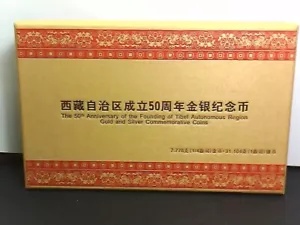 西藏自治区成立50周年金银纪念币
The 50th Anniversary of the Founding of Tibet Autonomous Region
Gold and Silver Commemorative Coins